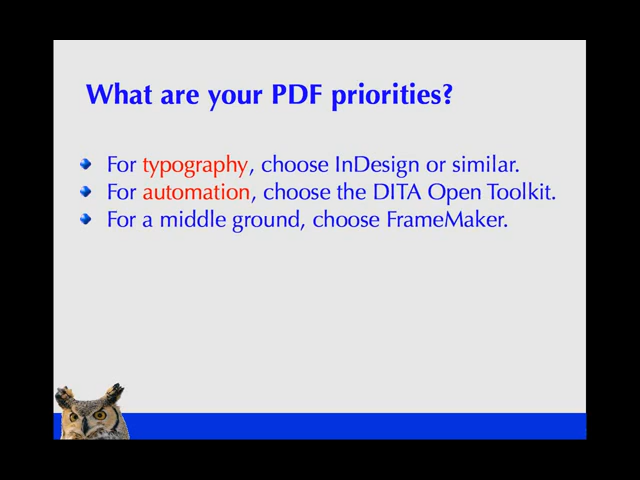 What are your PDF priorities?
For typography, choose InDesign or similar.
For automation, choose the DITA Open Toolkit.
For a middle ground, choose FrameMaker.